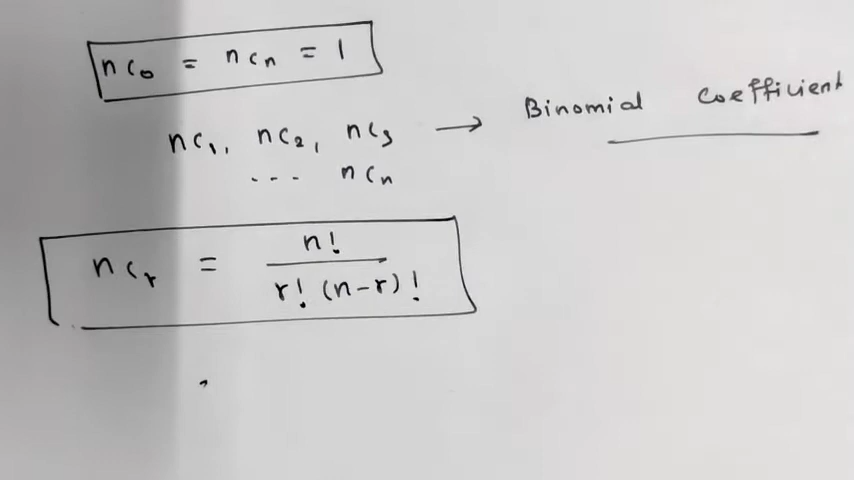 nC₀ = nCₙ = 1
nC₁, nC₂, nC₃ → Binomial Coefficient
... nCₙ
nCᵣ = n! / r! (n-r)!